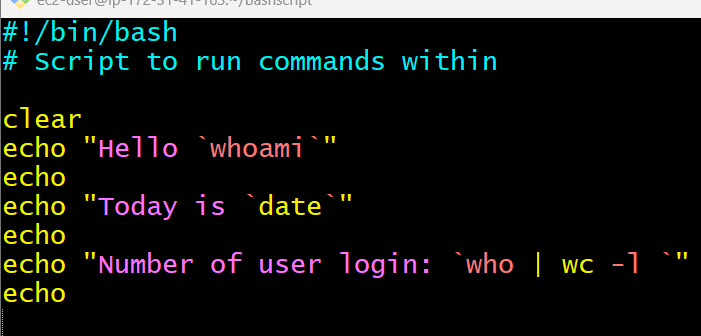 ec2-user@ip-172-31-41-163:~/bashscript
#!/bin/bash
# Script to run commands within

clear
echo "Hello `whoami`"
echo
echo "Today is `date`"
echo
echo "Number of user login: `who | wc -l `"
echo